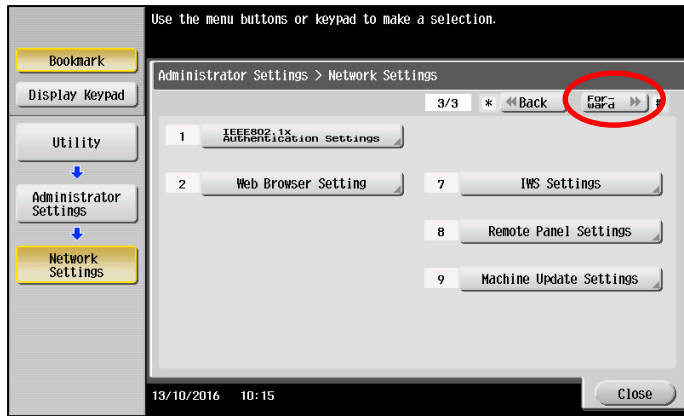 Use the menu buttons or keypad to make a selection.
Bookmark
Display Keypad
Utility
Administrator
Settings
Network
Settings
Administrator Settings > Network Settings
3/3 * Back For-
ward #
1 IEEE802.1X
Authentication Settings
2 Web Browser Setting
7 IWS Settings
8 Remote Panel Settings
9 Machine Update Settings
13/10/2016 10:15
Close